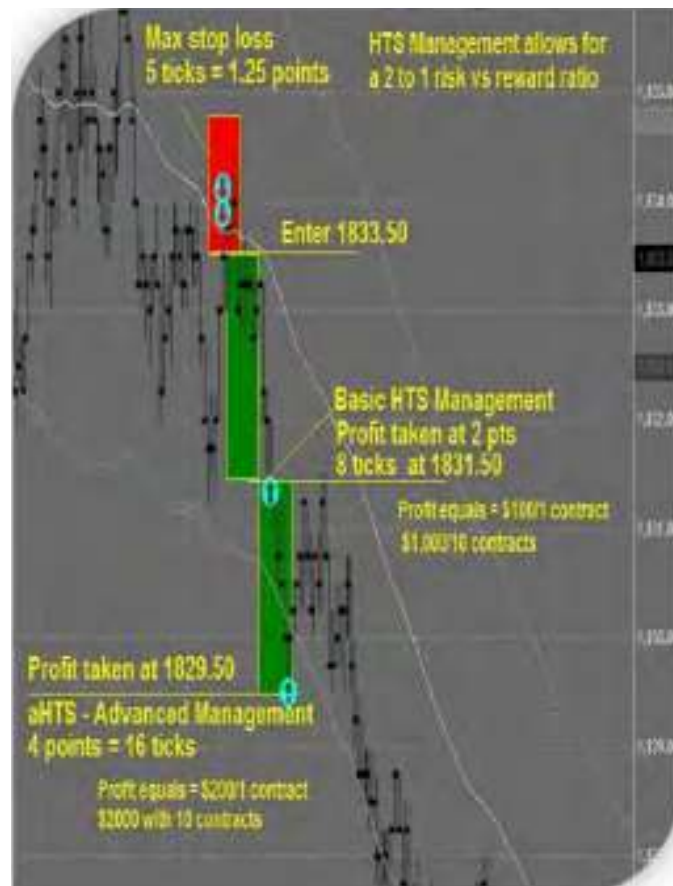 Max stop loss
5 ticks = 1.25 points
HTS Management allows for
a 2 to 1 risk vs reward ratio
Enter 1833.50
Basic HTS Management
Profit taken at 2 pts
8 ticks at 1831.50
Profit equals = $100/1 contract
$1,000/10 contracts
Profit taken at 1829.50
aHTS - Advanced Management
4 points = 16 ticks
Profit equals = $200/1 contract
$2000 with 10 contracts